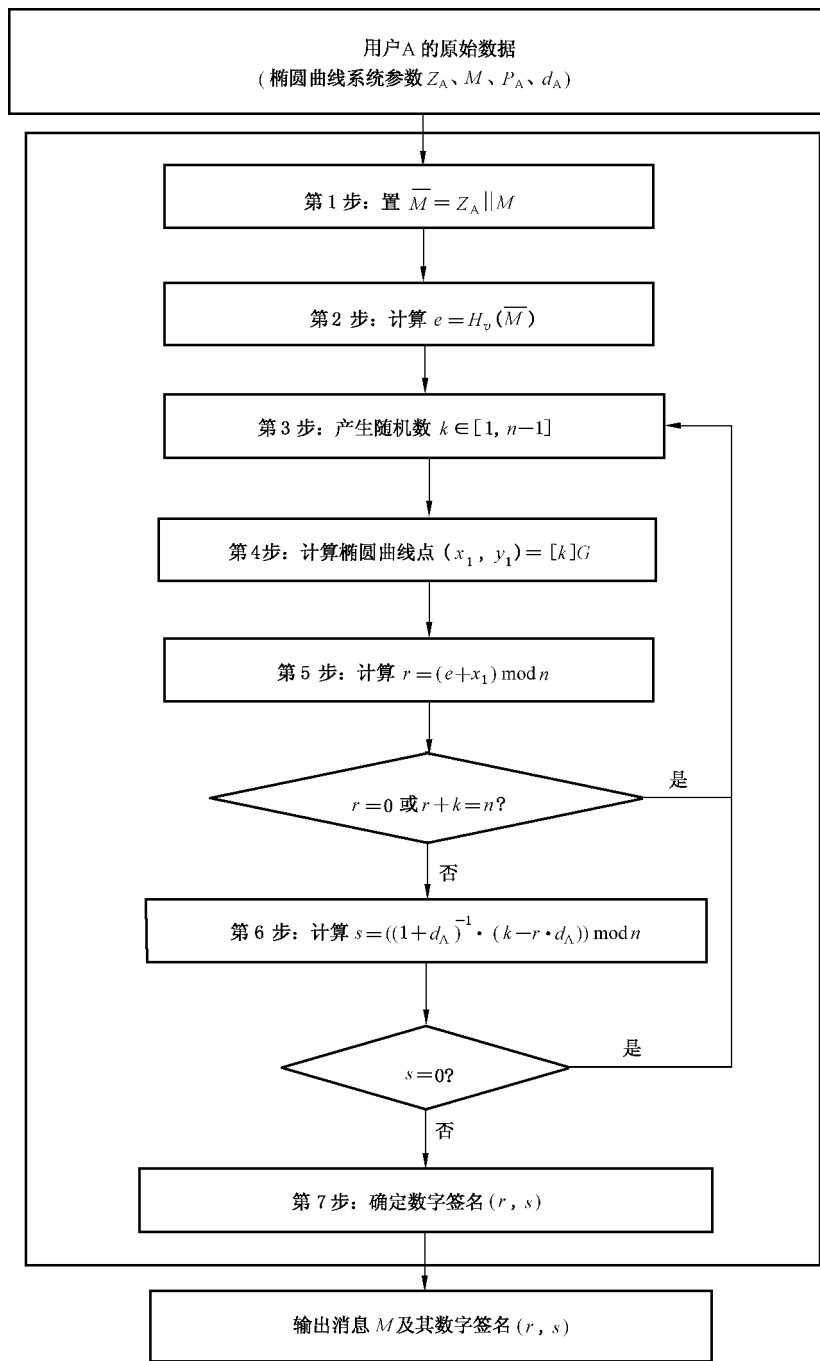 用户A 的原始数据
( 椭圆曲线系统参数 Z_A、M、P_A、d_A)
第1步：置 M̅ = Z_A||M
第2 步：计算 e=H_v(M̅)
第3 步：产生随机数 k∈[1, n−1]
第4步：计算椭圆曲线点 (x_1, y_1)=[k]G
第5 步：计算 r=(e+x_1) mod n
r=0 或 r+k=n?
是
否
第6 步：计算 s=((1+d_A)^−1 · (k−r·d_A)) mod n
s=0?
是
否
第7步：确定数字签名(r, s)
输出消息 M 及其数字签名(r, s)